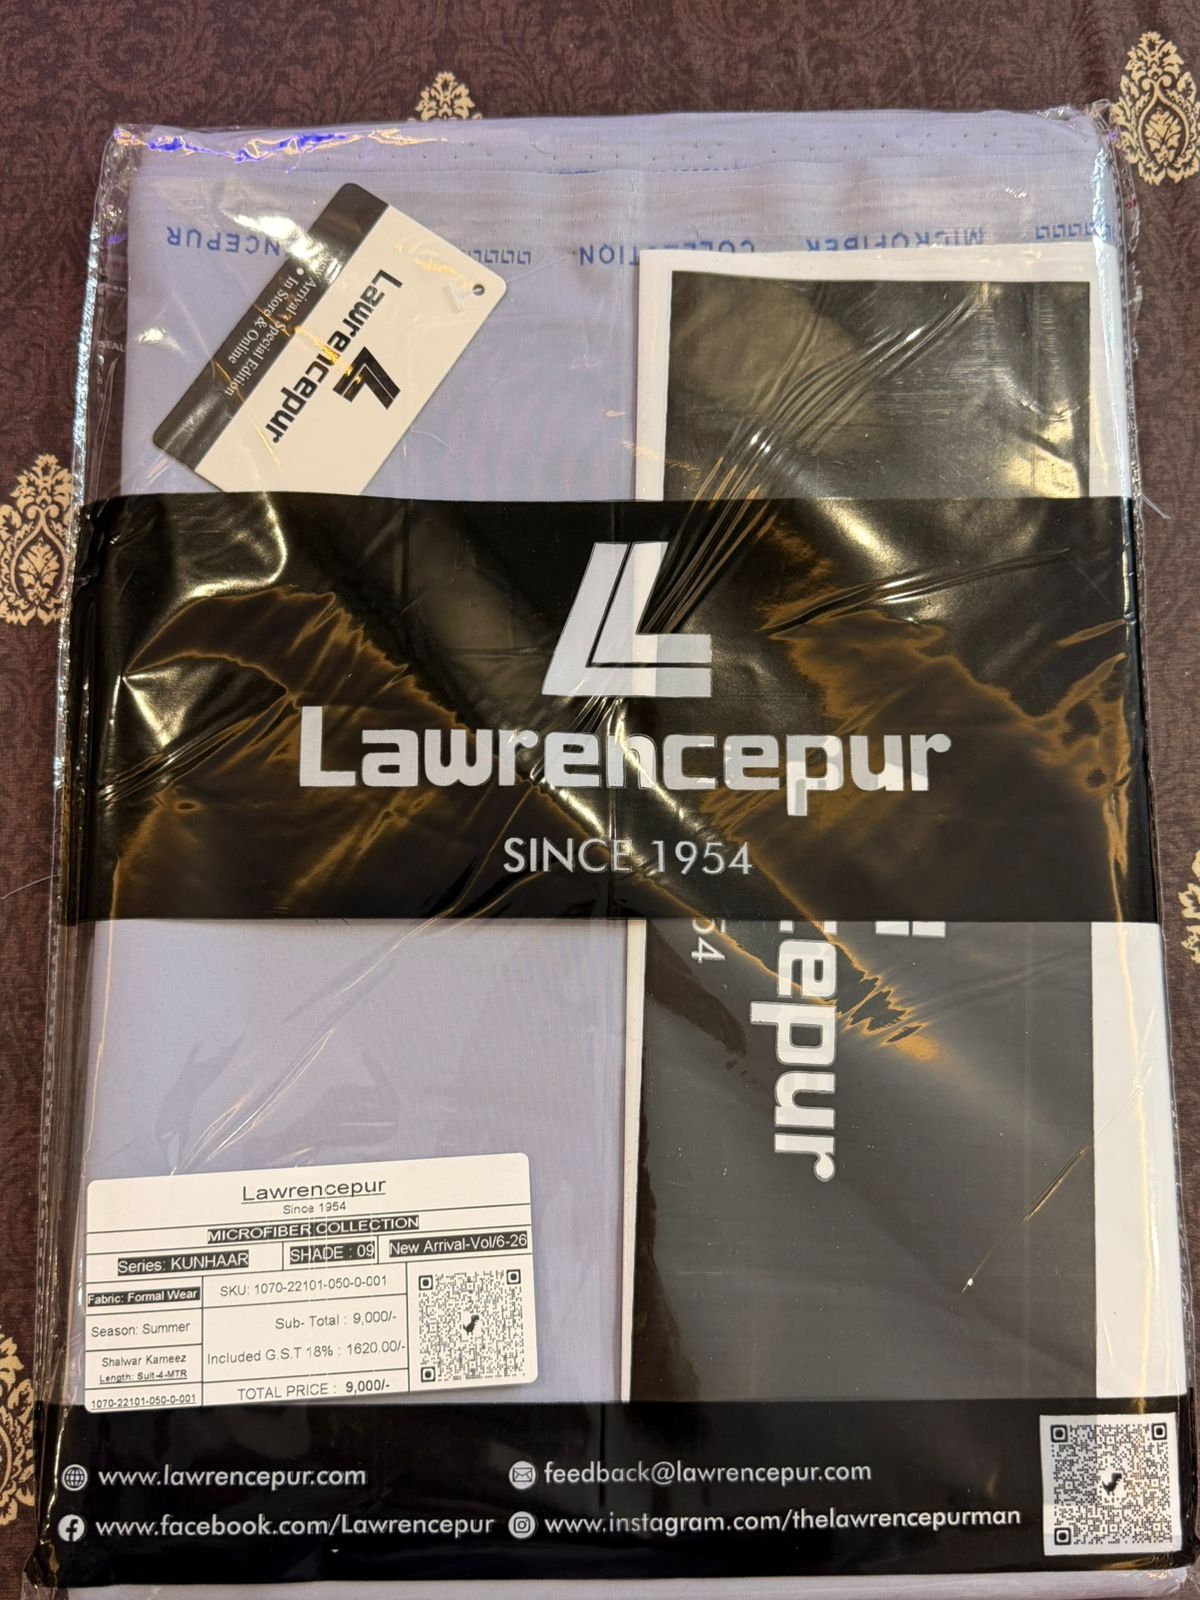 LAWRENCEPUR COLLECTION MICROFIBER
Lawrencepur
Arrival • Special Edition
• In Store & Online
Lawrencepur
SINCE 1954
54
cepur
Lawrencepur
Since 1954
MICROFIBER COLLECTION
Series: KUNHAAR SHADE : 09 New Arrival-Vol/6-26
Fabric: Formal Wear
SKU: 1070-22101-050-0-001
Season: Summer
Sub- Total : 9,000/-
Shalwar Kameez
Length: Suit-4-MTR
Included G.S.T 18% : 1620.00/-
1070-22101-050-0-001
TOTAL PRICE : 9,000/-
www.lawrencepur.com
feedback@lawrencepur.com
www.facebook.com/Lawrencepur
www.instagram.com/thelawrencepurman